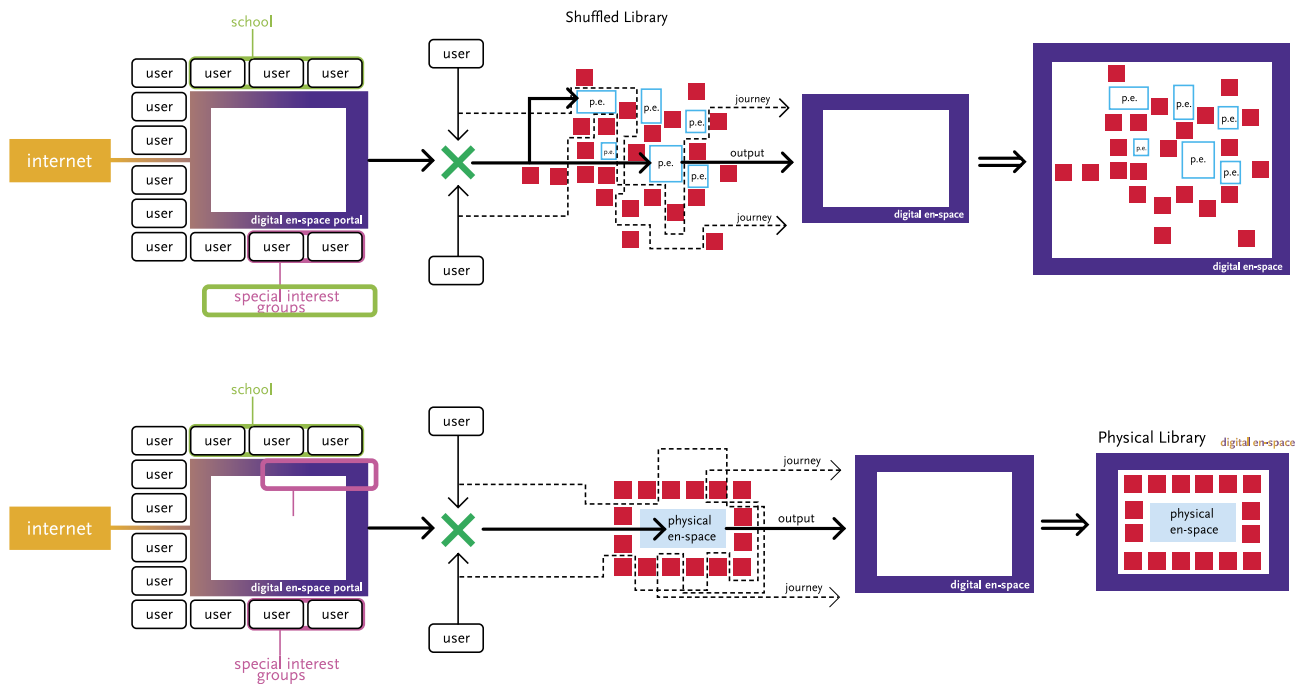 school
Shuffled Library
user
user
user
user
user
user
user
internet
user
user
digital en-space portal
user
user
user
user
special interest
groups
user
p.e.
p.e.
p.e.
p.e.
p.e.
p.e.
journey
output
journey
digital en-space
p.e.
p.e.
p.e.
p.e.
p.e.
p.e.
digital en-space
school
user
user
user
user
user
user
user
internet
user
user
digital en-space portal
user
user
user
user
special interest
groups
user
physical
en-space
journey
output
journey
digital en-space
Physical Library
digital en-space
physical
en-space
digital en-space